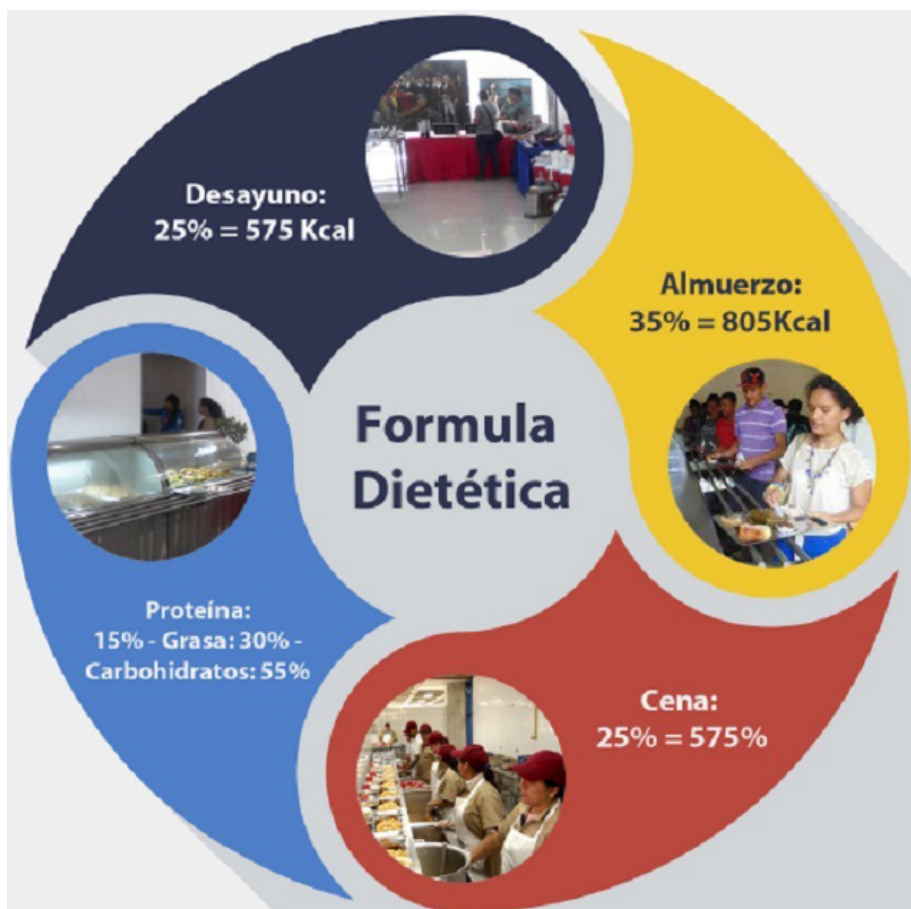 Desayuno:
25% = 575 Kcal
Almuerzo:
35% = 805Kcal
Formula
Dietética
Proteína:
15% - Grasa: 30% -
Carbohidratos: 55%
Cena:
25% = 575%